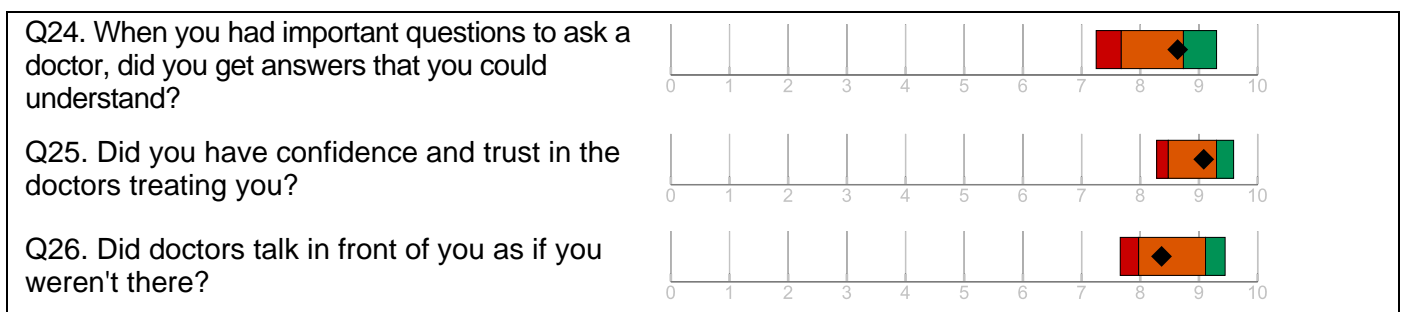 Q24. When you had important questions to ask a
doctor, did you get answers that you could
understand?
0 1 2 3 4 5 6 7 8 9 10
Q25. Did you have confidence and trust in the
doctors treating you?
0 1 2 3 4 5 6 7 8 9 10
Q26. Did doctors talk in front of you as if you
weren't there?
0 1 2 3 4 5 6 7 8 9 10